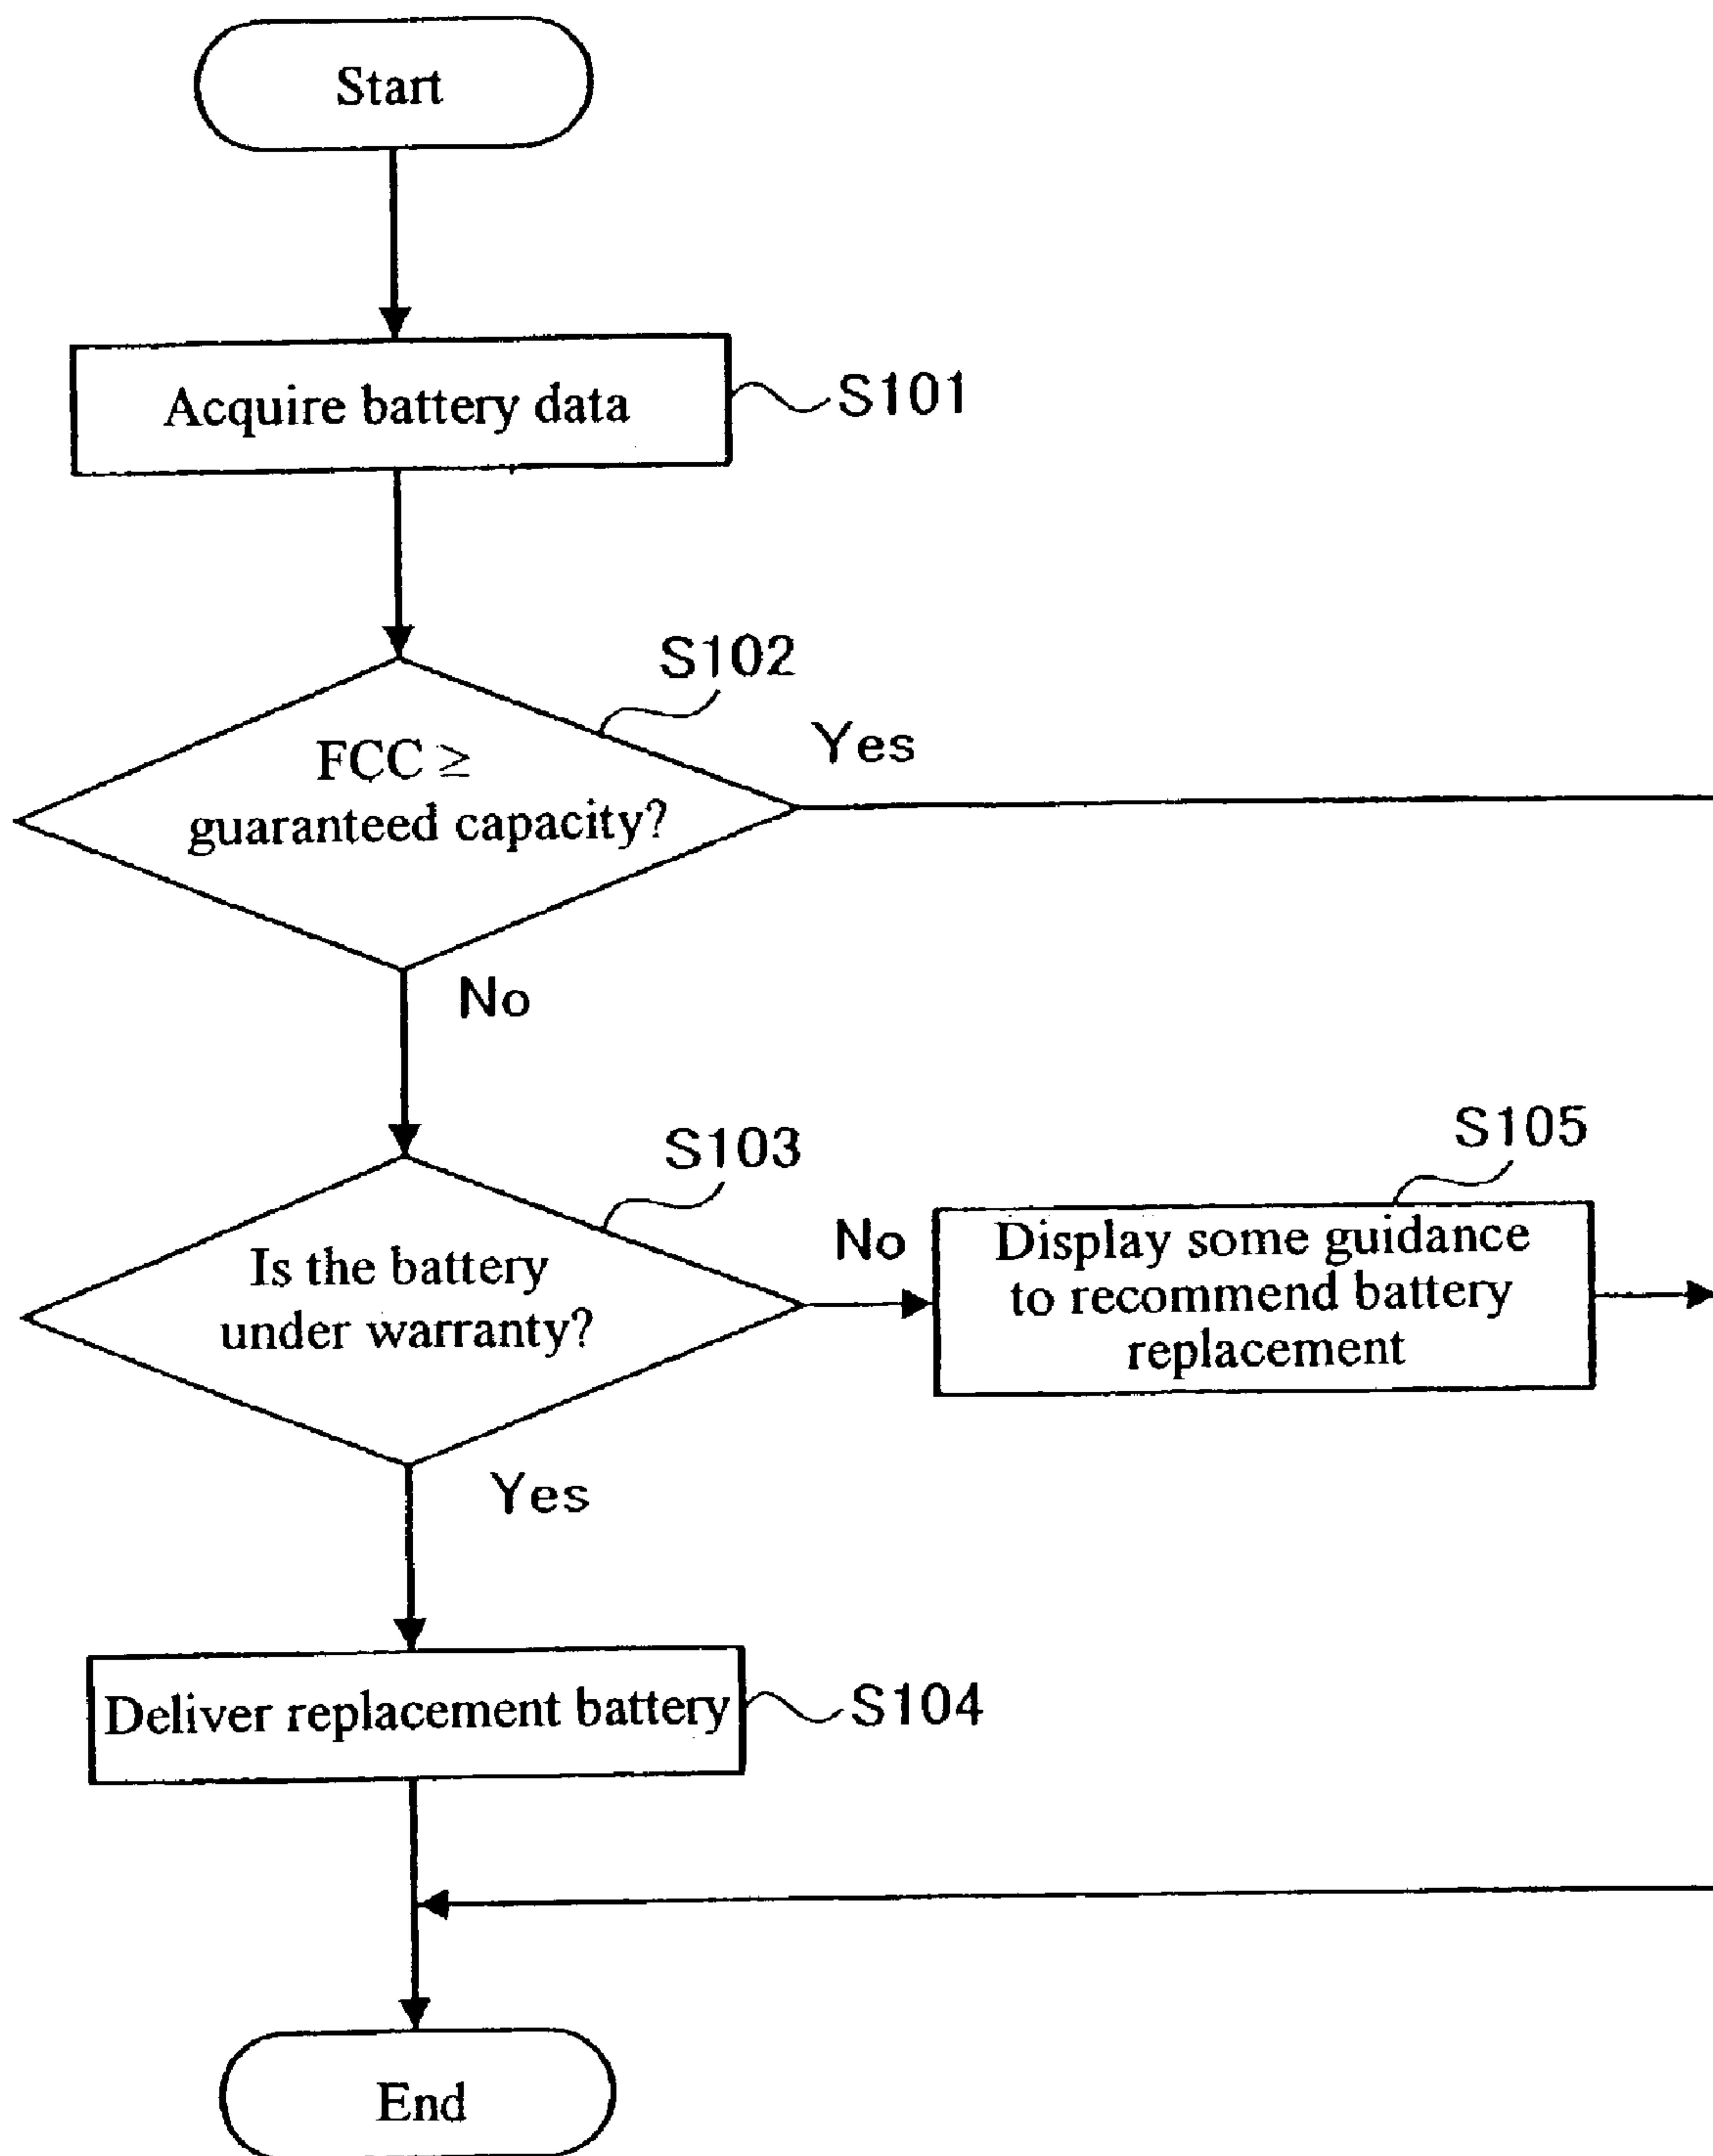 Start
Acquire battery data
S101
S102
FCC ≥
guaranteed capacity?
Yes
No
S103
Is the battery
under warranty?
No
S105
Display some guidance
to recommend battery
replacement
Yes
Deliver replacement battery
S104
End